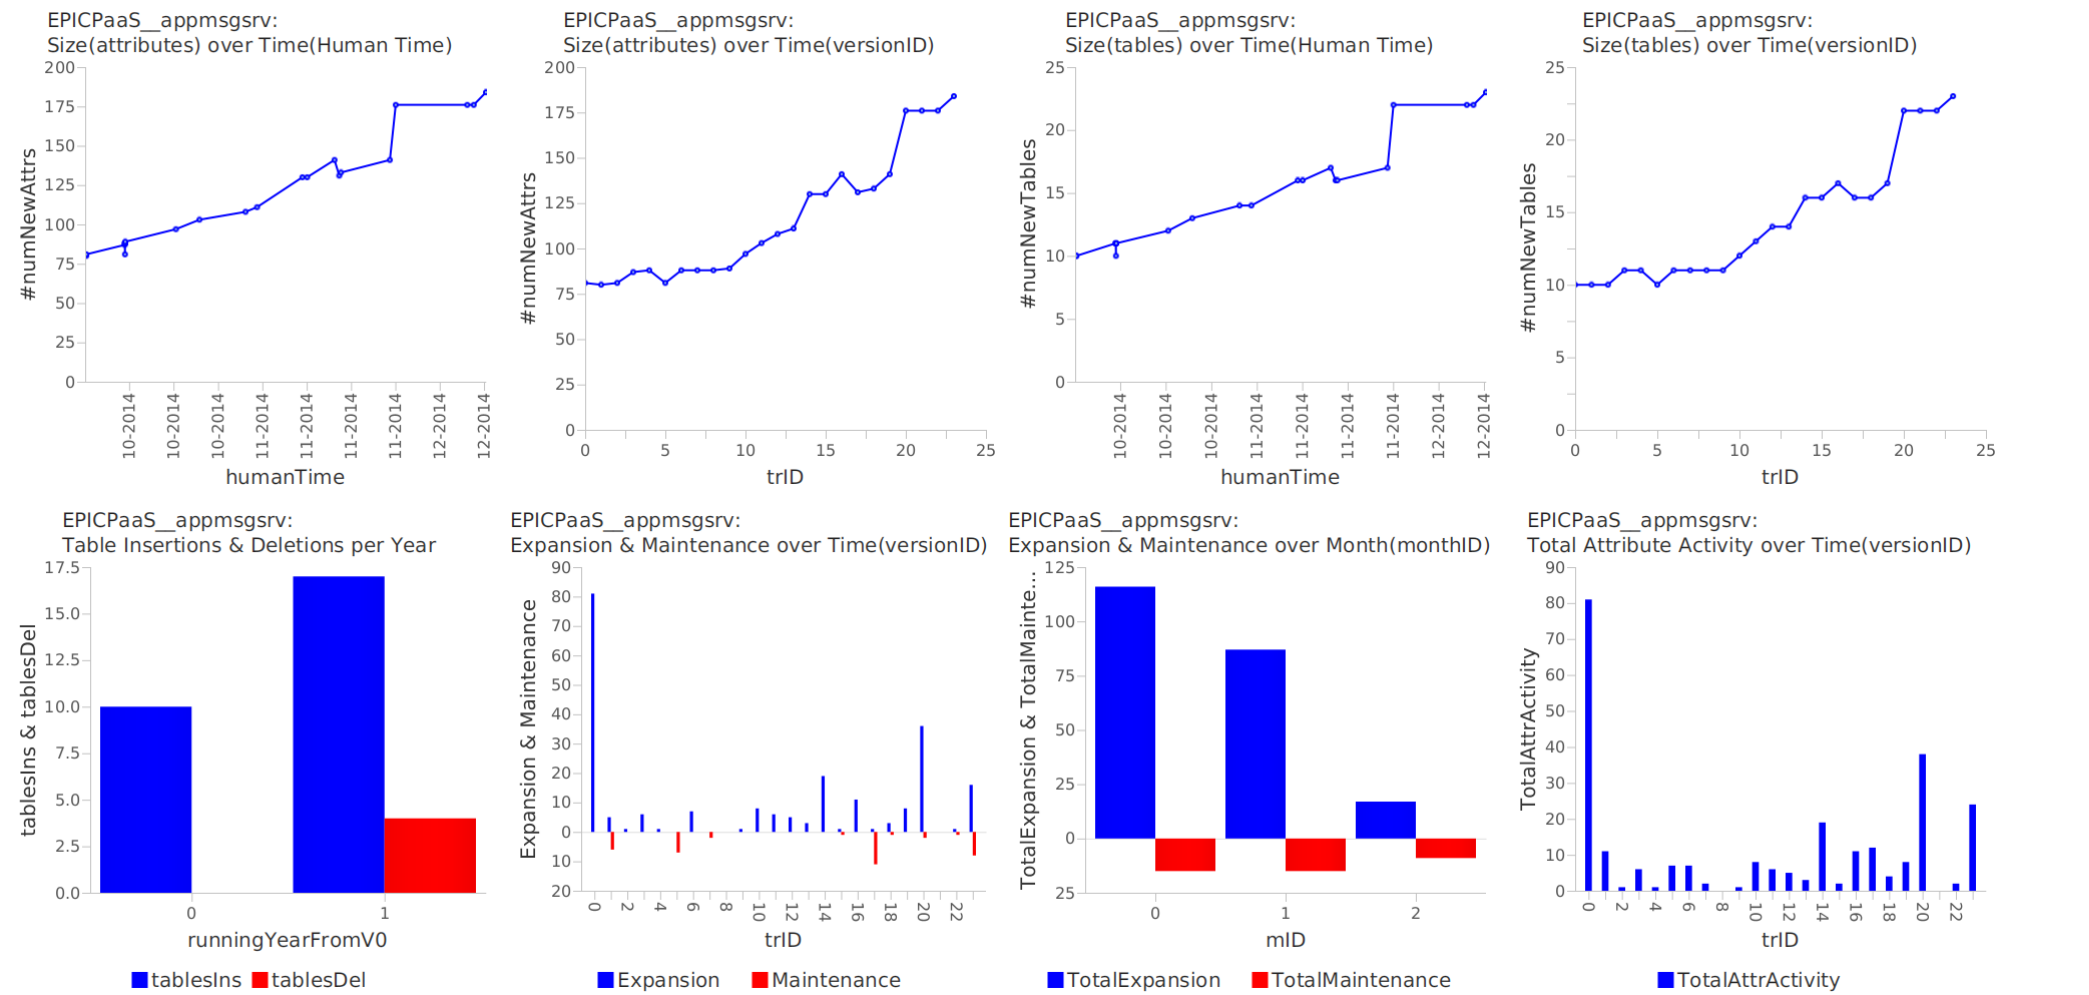 EPICPaaS__appmsgsrv:
Size(attributes) over Time(Human Time)
200
175
150
125
100
75
50
25
0
#numNewAttrs
10-2014
10-2014
10-2014
11-2014
11-2014
11-2014
11-2014
12-2014
12-2014
humanTime
EPICPaaS__appmsgsrv:
Size(attributes) over Time(versionID)
200
175
150
125
100
75
50
25
0
#numNewAttrs
0 5 10 15 20 25
trID
EPICPaaS__appmsgsrv:
Size(tables) over Time(Human Time)
25
20
15
10
5
0
#numNewTables
10-2014
10-2014
10-2014
11-2014
11-2014
11-2014
11-2014
12-2014
12-2014
humanTime
EPICPaaS__appmsgsrv:
Size(tables) over Time(versionID)
25
20
15
10
5
0
#numNewTables
0 5 10 15 20 25
trID
EPICPaaS__appmsgsrv:
Table Insertions & Deletions per Year
17.5
15.0
12.5
10.0
7.5
5.0
2.5
0.0
tablesIns & tablesDel
0 1
runningYearFromV0
tablesIns tablesDel
EPICPaaS__appmsgsrv:
Expansion & Maintenance over Time(versionID)
90
80
70
60
50
40
30
20
10
0
10
20
Expansion & Maintenance
0 2 4 6 8 10 12 14 16 18 20 22
trID
Expansion Maintenance
EPICPaaS__appmsgsrv:
Expansion & Maintenance over Month(monthID)
125
100
75
50
25
0
25
TotalExpansion & TotalMainte...
0 1 2
mID
TotalExpansion TotalMaintenance
EPICPaaS__appmsgsrv:
Total Attribute Activity over Time(versionID)
90
80
70
60
50
40
30
20
10
0
TotalAttrActivity
0 2 4 6 8 10 12 14 16 18 20 22
trID
TotalAttrActivity